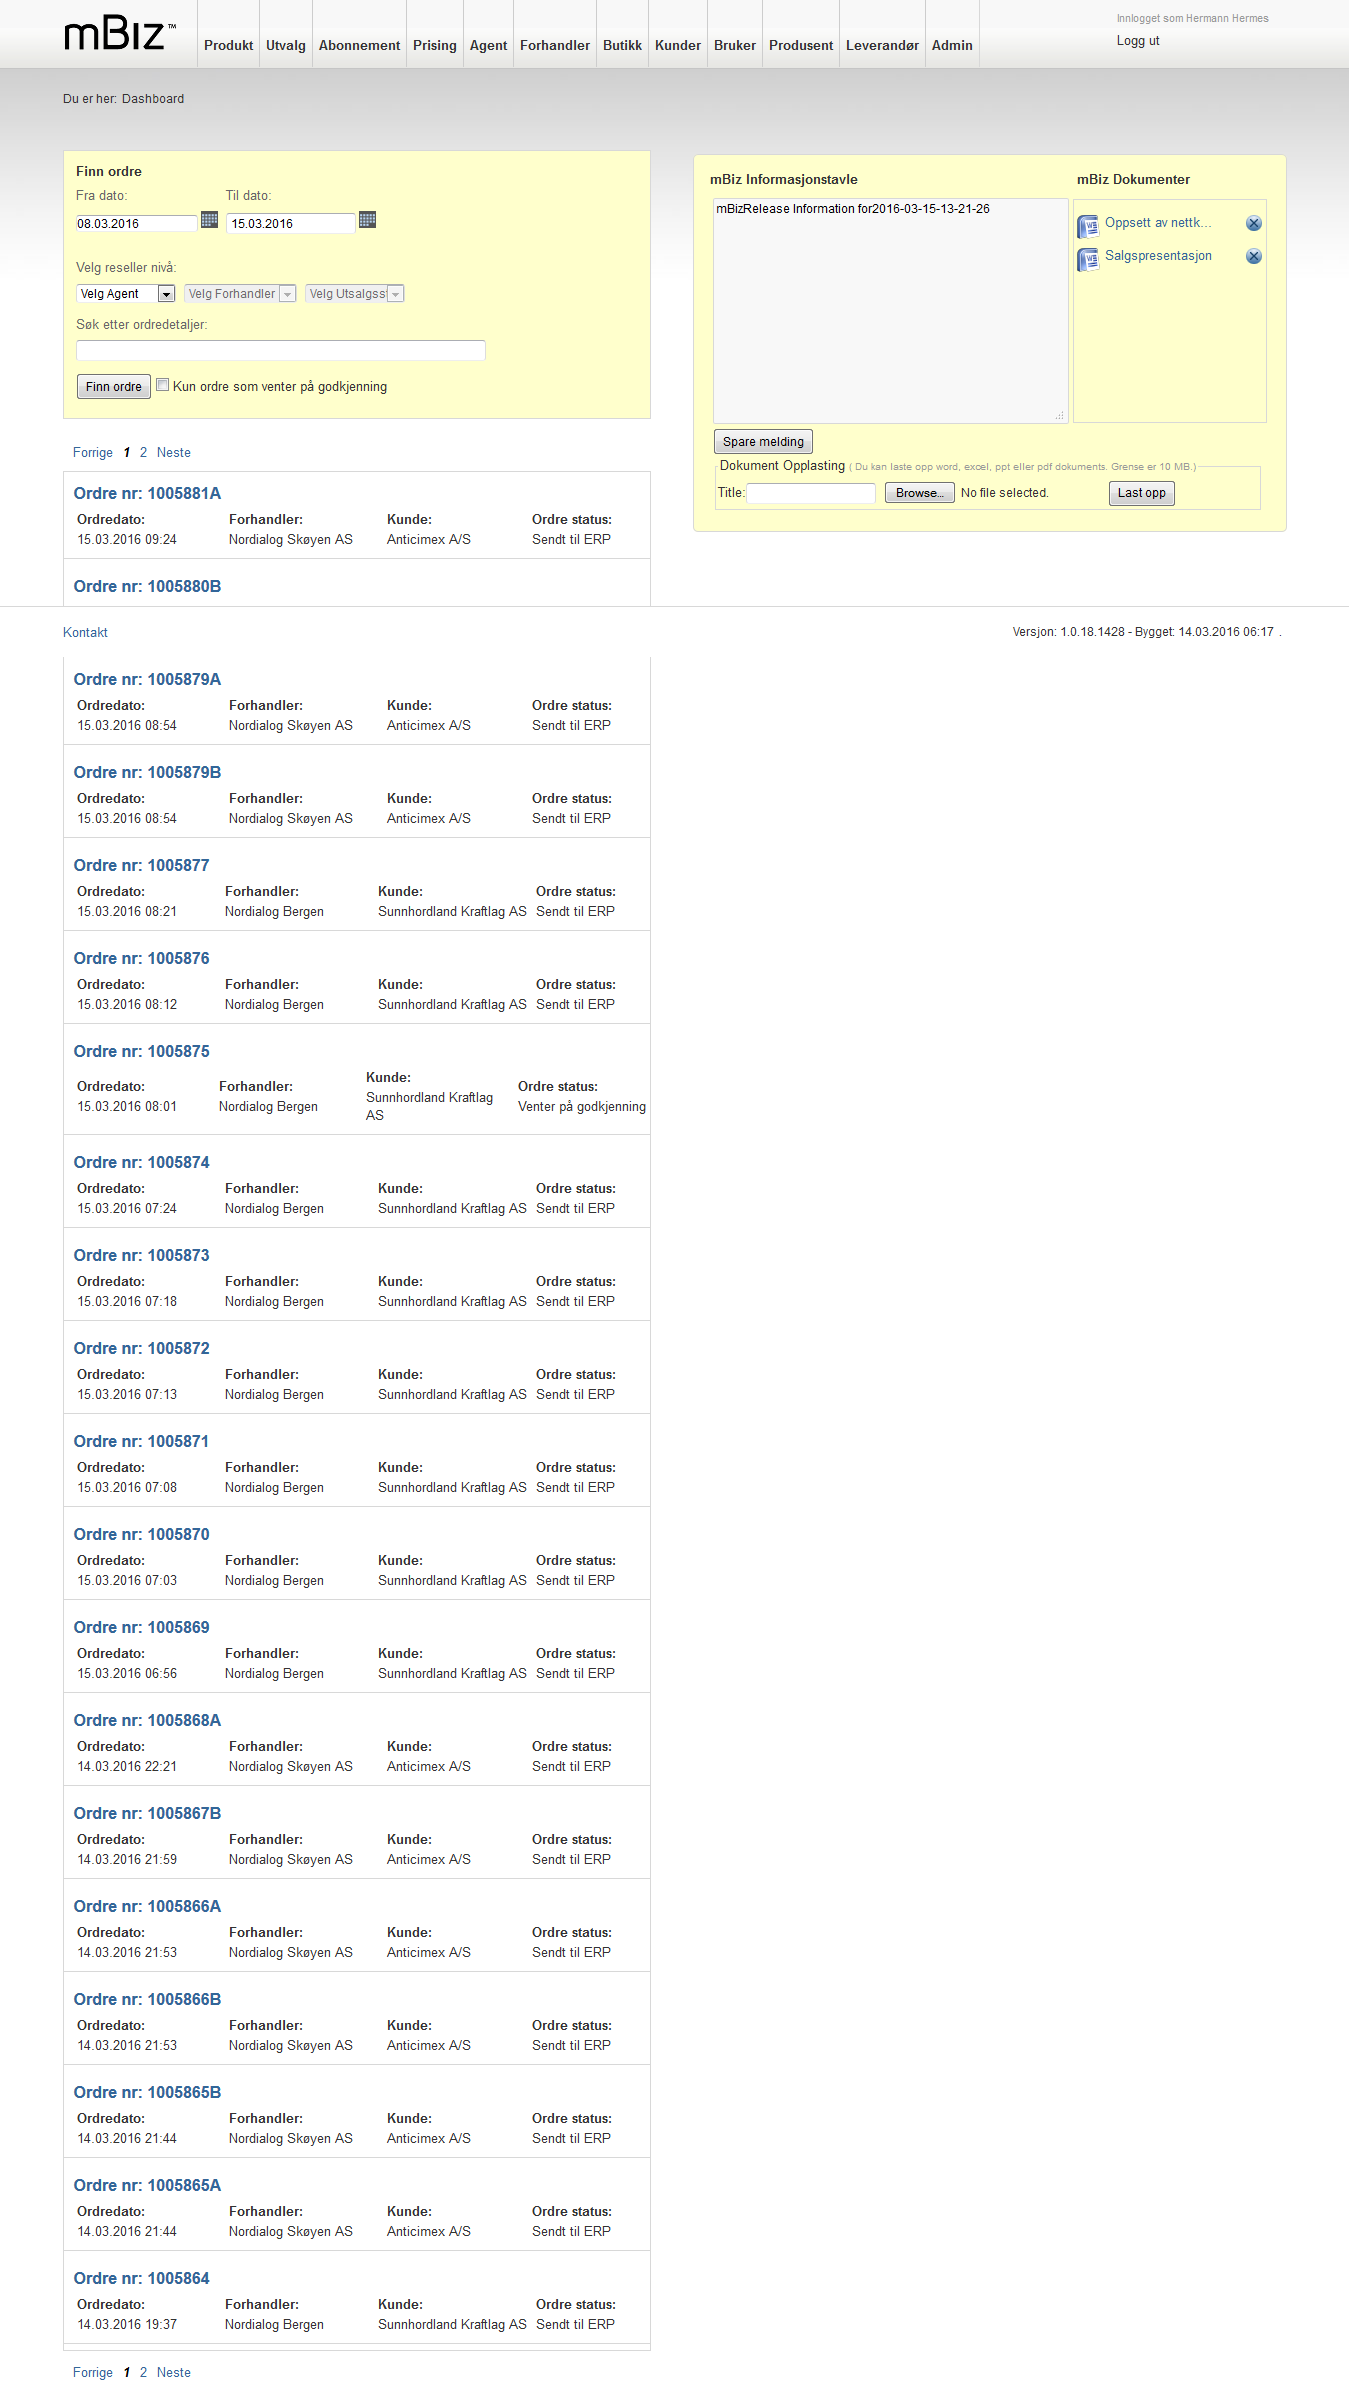 mBiz™
Produkt Utvalg Abonnement Prising Agent Forhandler Butikk Kunder Bruker Produsent Leverandør Admin
Innlogget som Hermann Hermes
Logg ut
Du er her: Dashboard
Finn ordre
Fra dato: Til dato:
08.03.2016 15.03.2016
Velg reseller nivå:
Velg Agent Velg Forhandler Velg Utsalgss
Søk etter ordredetaljer:
Finn ordre Kun ordre som venter på godkjenning
mBiz Informasjonstavle mBiz Dokumenter
mBizRelease Information for2016-03-15-13-21-26
Oppsett av nettk...
Salgspresentasjon
Spare melding
Dokument Opplasting ( Du kan laste opp word, excel, ppt eller pdf dokuments. Grense er 10 MB.)
Title: Browse... No file selected. Last opp
Forrige 1 2 Neste
Ordre nr: 1005881A
Ordredato: Forhandler: Kunde: Ordre status:
15.03.2016 09:24 Nordialog Skøyen AS Anticimex A/S Sendt til ERP
Ordre nr: 1005880B
Kontakt Versjon: 1.0.18.1428 - Bygget: 14.03.2016 06:17 .
Ordre nr: 1005879A
Ordredato: Forhandler: Kunde: Ordre status:
15.03.2016 08:54 Nordialog Skøyen AS Anticimex A/S Sendt til ERP
Ordre nr: 1005879B
Ordredato: Forhandler: Kunde: Ordre status:
15.03.2016 08:54 Nordialog Skøyen AS Anticimex A/S Sendt til ERP
Ordre nr: 1005877
Ordredato: Forhandler: Kunde: Ordre status:
15.03.2016 08:21 Nordialog Bergen Sunnhordland Kraftlag AS Sendt til ERP
Ordre nr: 1005876
Ordredato: Forhandler: Kunde: Ordre status:
15.03.2016 08:12 Nordialog Bergen Sunnhordland Kraftlag AS Sendt til ERP
Ordre nr: 1005875
Ordredato: Forhandler: Kunde: Ordre status:
15.03.2016 08:01 Nordialog Bergen Sunnhordland Kraftlag Venter på godkjenning
AS
Ordre nr: 1005874
Ordredato: Forhandler: Kunde: Ordre status:
15.03.2016 07:24 Nordialog Bergen Sunnhordland Kraftlag AS Sendt til ERP
Ordre nr: 1005873
Ordredato: Forhandler: Kunde: Ordre status:
15.03.2016 07:18 Nordialog Bergen Sunnhordland Kraftlag AS Sendt til ERP
Ordre nr: 1005872
Ordredato: Forhandler: Kunde: Ordre status:
15.03.2016 07:13 Nordialog Bergen Sunnhordland Kraftlag AS Sendt til ERP
Ordre nr: 1005871
Ordredato: Forhandler: Kunde: Ordre status:
15.03.2016 07:08 Nordialog Bergen Sunnhordland Kraftlag AS Sendt til ERP
Ordre nr: 1005870
Ordredato: Forhandler: Kunde: Ordre status:
15.03.2016 07:03 Nordialog Bergen Sunnhordland Kraftlag AS Sendt til ERP
Ordre nr: 1005869
Ordredato: Forhandler: Kunde: Ordre status:
15.03.2016 06:56 Nordialog Bergen Sunnhordland Kraftlag AS Sendt til ERP
Ordre nr: 1005868A
Ordredato: Forhandler: Kunde: Ordre status:
14.03.2016 22:21 Nordialog Skøyen AS Anticimex A/S Sendt til ERP
Ordre nr: 1005867B
Ordredato: Forhandler: Kunde: Ordre status:
14.03.2016 21:59 Nordialog Skøyen AS Anticimex A/S Sendt til ERP
Ordre nr: 1005866A
Ordredato: Forhandler: Kunde: Ordre status:
14.03.2016 21:53 Nordialog Skøyen AS Anticimex A/S Sendt til ERP
Ordre nr: 1005866B
Ordredato: Forhandler: Kunde: Ordre status:
14.03.2016 21:53 Nordialog Skøyen AS Anticimex A/S Sendt til ERP
Ordre nr: 1005865B
Ordredato: Forhandler: Kunde: Ordre status:
14.03.2016 21:44 Nordialog Skøyen AS Anticimex A/S Sendt til ERP
Ordre nr: 1005865A
Ordredato: Forhandler: Kunde: Ordre status:
14.03.2016 21:44 Nordialog Skøyen AS Anticimex A/S Sendt til ERP
Ordre nr: 1005864
Ordredato: Forhandler: Kunde: Ordre status:
14.03.2016 19:37 Nordialog Bergen Sunnhordland Kraftlag AS Sendt til ERP
Forrige 1 2 Neste